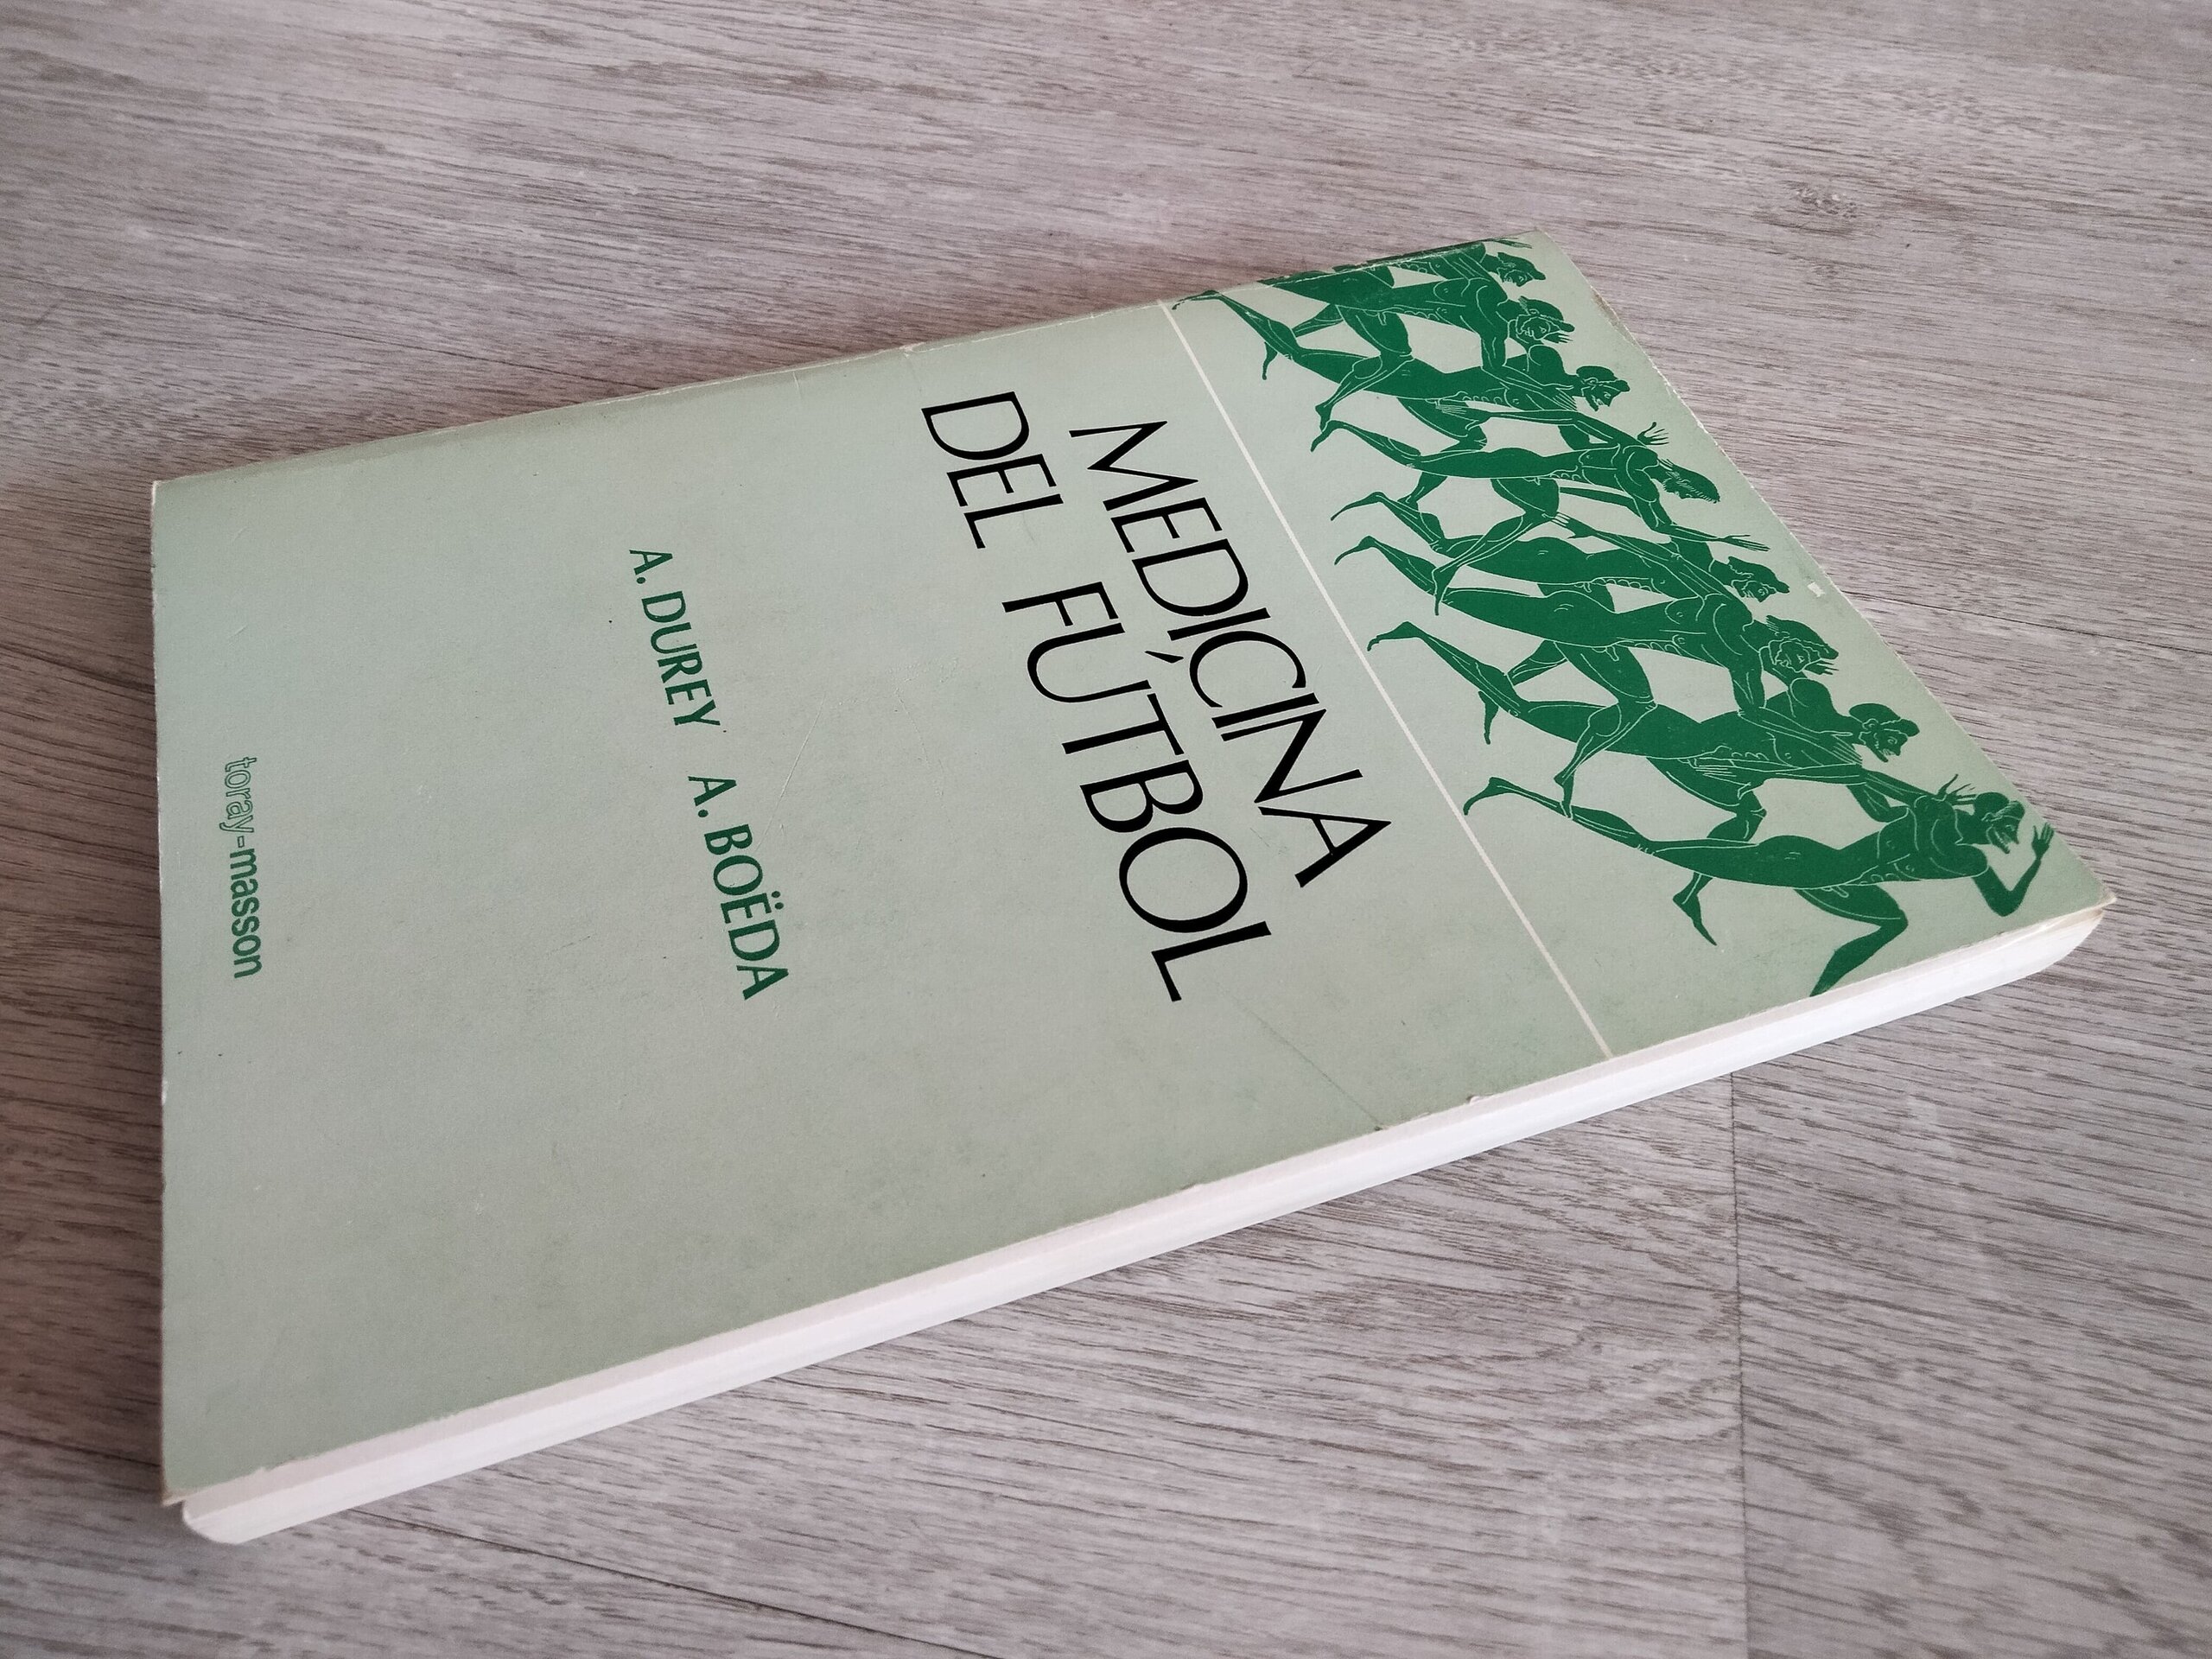 MEDICINA
DEL FÚTBOL
A. DUREY A. BOËDA
toray-masson